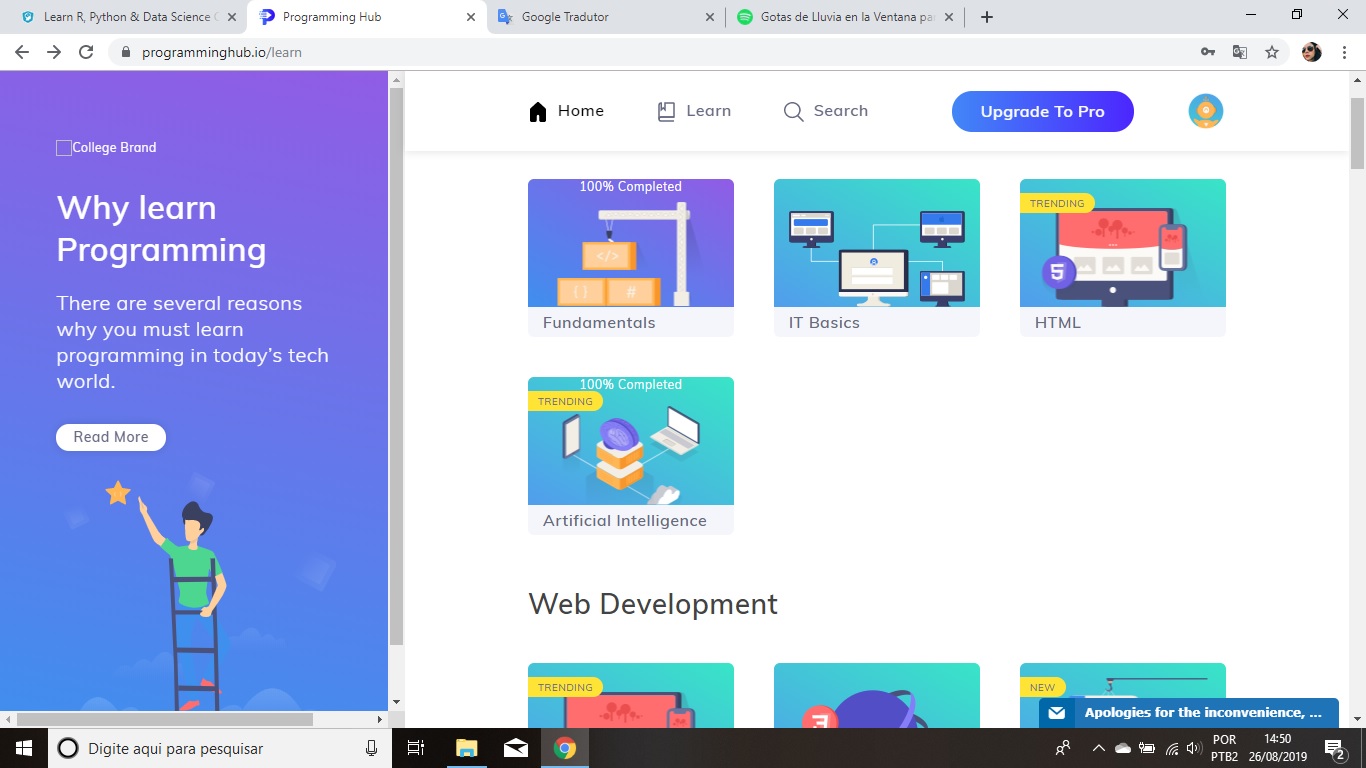 Learn R, Python & Data Science
Programming Hub
Google Tradutor
Gotas de Lluvia en la Ventana
programminghub.io/learn
College Brand
Why learn
Programming
There are several reasons
why you must learn
programming in today's tech
world.
Read More
Home
Learn
Search
Upgrade To Pro
100% Completed
</>
{ }
#
Fundamentals
IT Basics
TRENDING
5
HTML
100% Completed
TRENDING
Artificial Intelligence
Web Development
TRENDING
NEW
Apologies for the inconvenience, ...
Digite aqui para pesquisar
POR
PTB2
14:50
26/08/2019
2